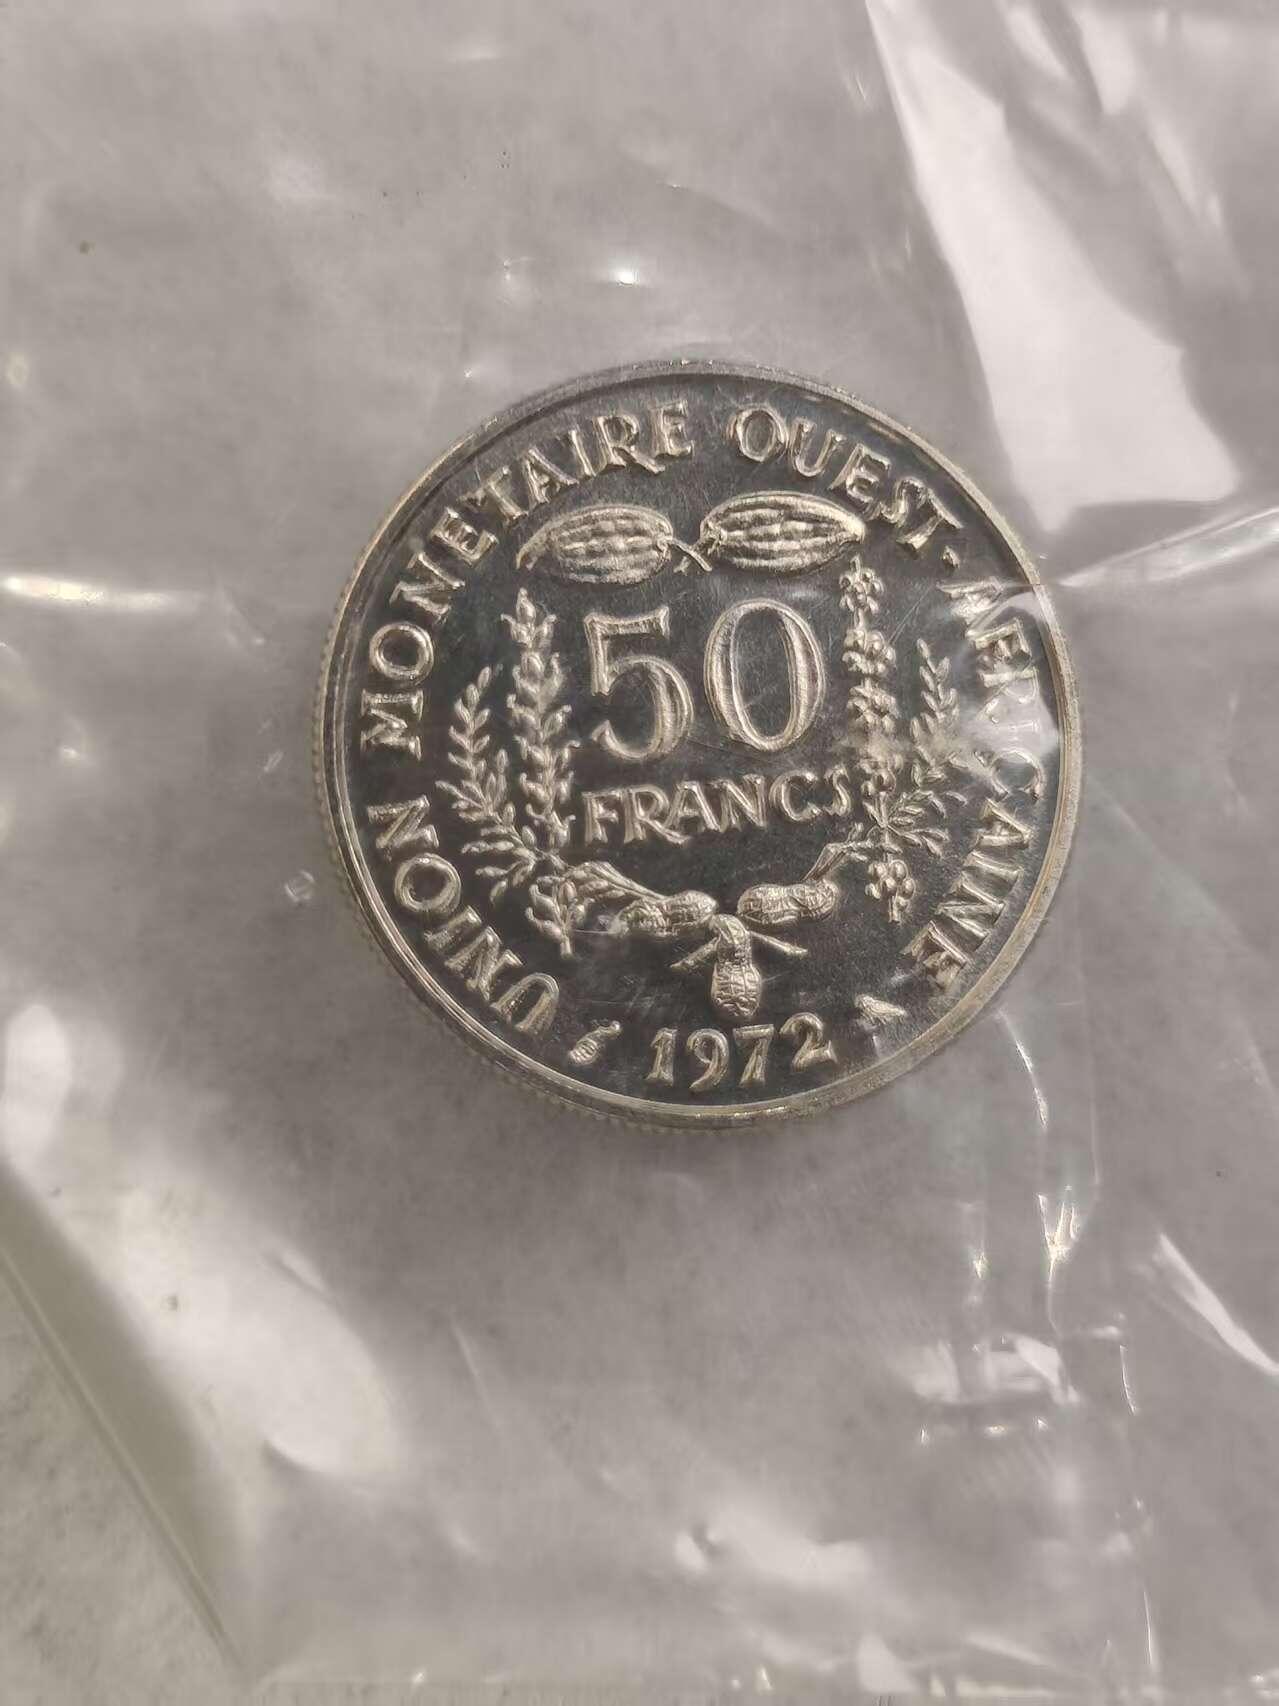 UNION MONETAIRE OUEST-AFRICAINE
50
FRANCS
1972